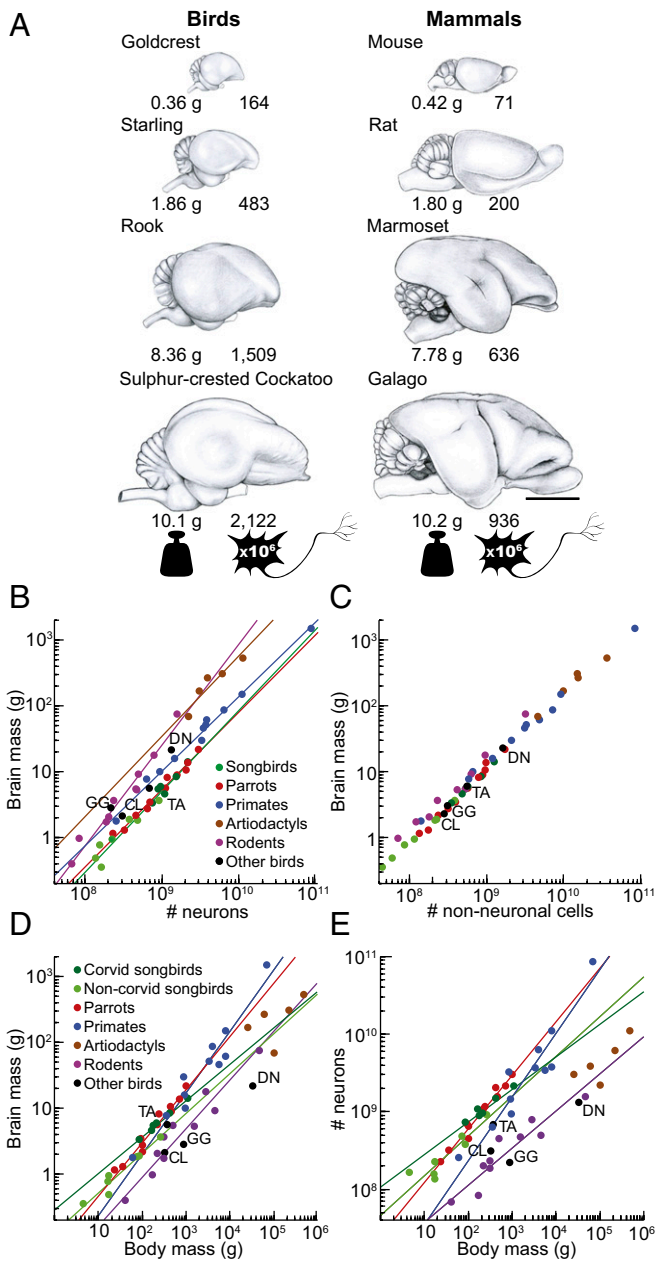 A
Birds Mammals
Goldcrest Mouse
0.36 g 164 0.42 g 71
Starling Rat
1.86 g 483 1.80 g 200
Rook Marmoset
8.36 g 1,509 7.78 g 636
Sulphur-crested Cockatoo Galago
10.1 g 2,122 10.2 g 936
x10⁶ x10⁶
B
Brain mass (g)
10³
10²
10
1
DN
GG
CL
TA
Songbirds
Parrots
Primates
Artiodactyls
Rodents
Other birds
10⁸ 10⁹ 10¹⁰ 10¹¹
# neurons
C
Brain mass (g)
10³
10²
10
1
DN
TA
GG
CL
10⁸ 10⁹ 10¹⁰ 10¹¹
# non-neuronal cells
D
Brain mass (g)
10³
10²
10
1
Corvid songbirds
Non-corvid songbirds
Parrots
Primates
Artiodactyls
Rodents
Other birds
TA
DN
GG
CL
10 10² 10³ 10⁴ 10⁵ 10⁶
Body mass (g)
E
# neurons
10¹¹
10¹⁰
10⁹
10⁸
TA
DN
CL
GG
10 10² 10³ 10⁴ 10⁵ 10⁶
Body mass (g)